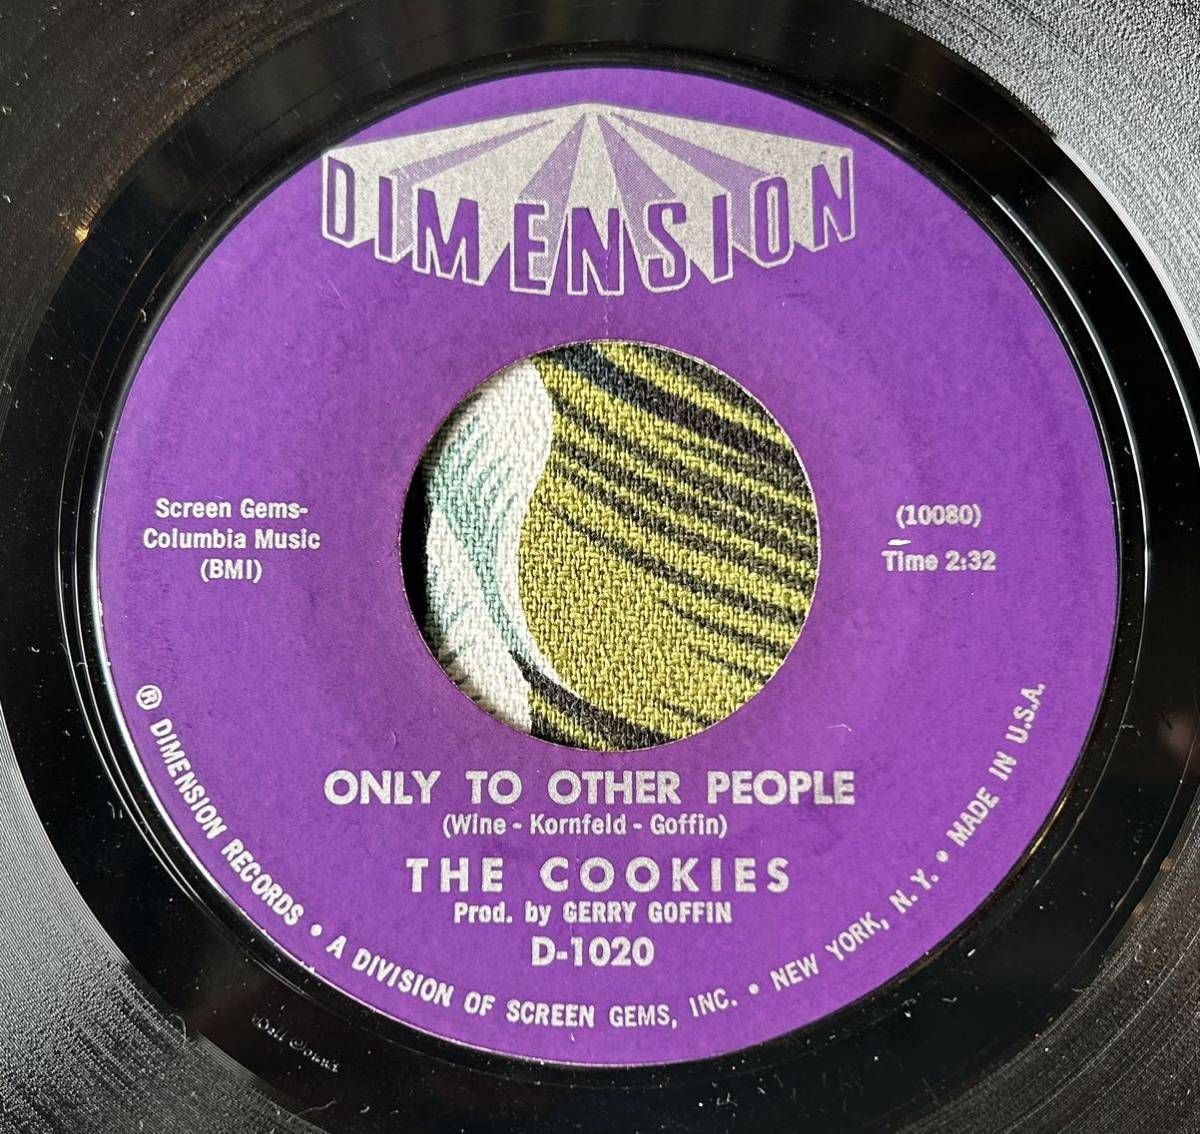 DIMENSION
Screen Gems-
Columbia Music
(BMI)
(10080)
Time 2:32
ONLY TO OTHER PEOPLE
(Wine - Kornfeld - Goffin)
THE COOKIES
Prod. by GERRY GOFFIN
D-1020
® DIMENSION RECORDS • A DIVISION OF SCREEN GEMS, INC. • NEW YORK, N. Y. • MADE IN U.S.A.